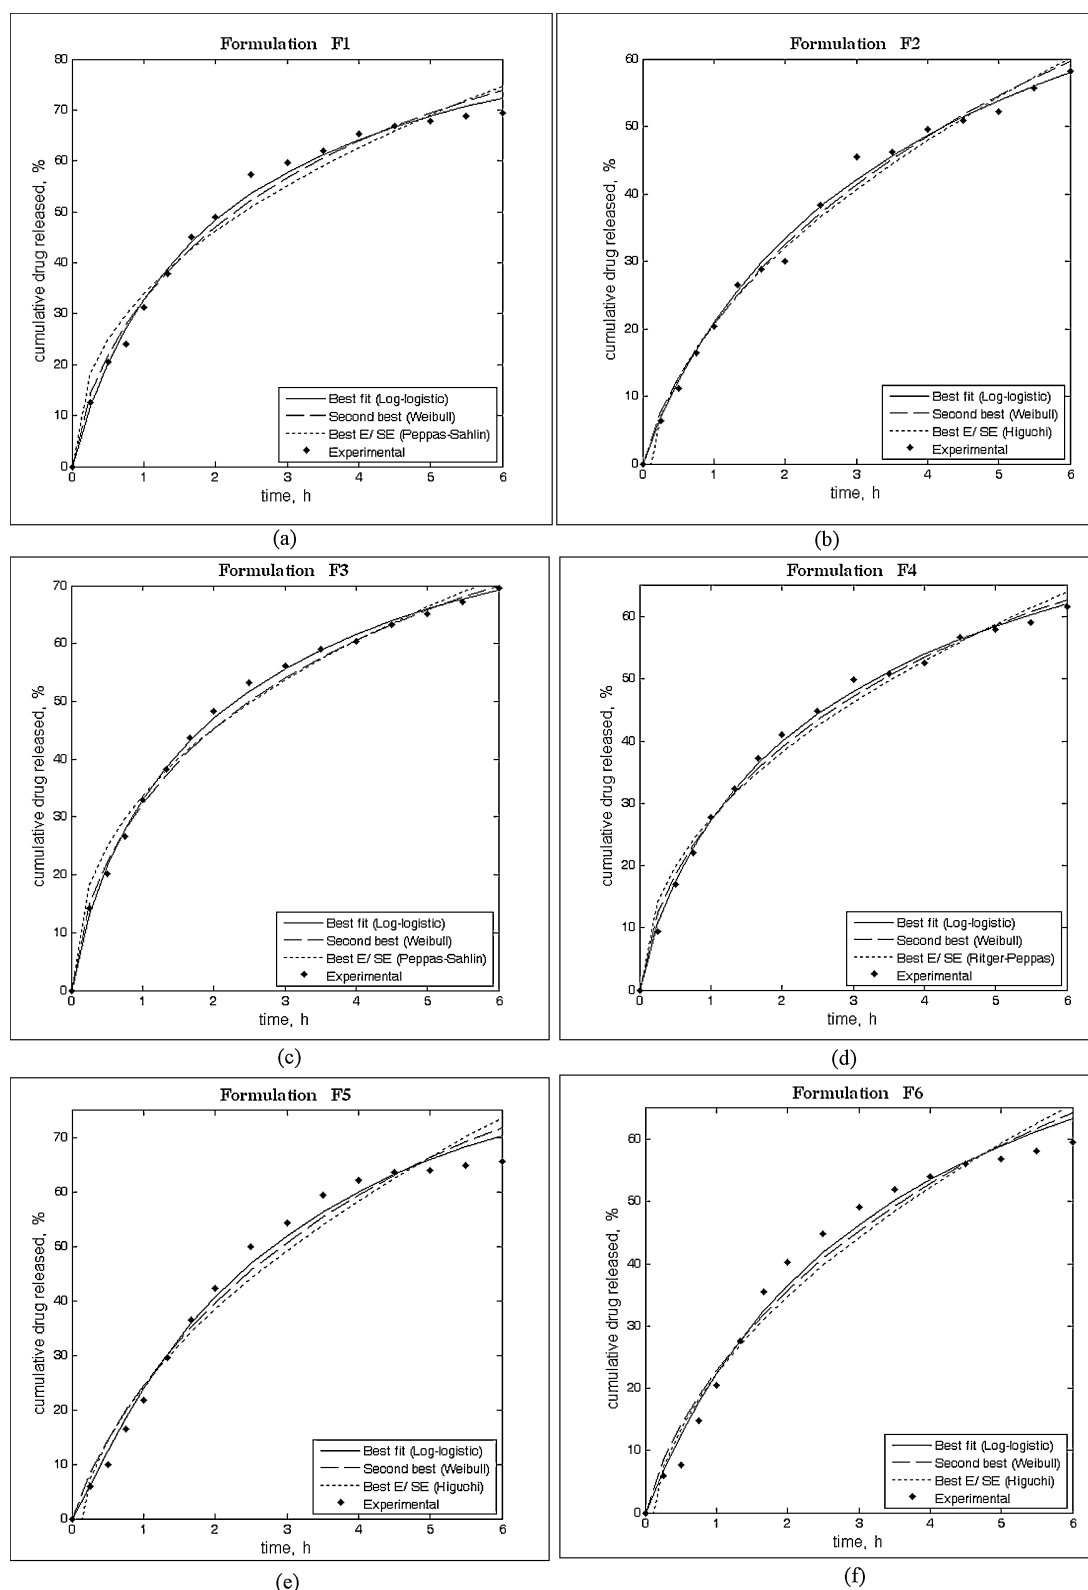 Formulation F1
80
70
60
50
40
30
20
10
0
cumulative drug released, %
Best fit (Log-logistic)
Second best (Weibull)
Best E/ SE (Peppas-Sahlin)
Experimental
0 1 2 3 4 5 6
time, h
(a)
Formulation F2
60
50
40
30
20
10
0
cumulative drug released, %
Best fit (Log-logistic)
Second best (Weibull)
Best E/ SE (Higuchi)
Experimental
0 1 2 3 4 5 6
time, h
(b)
Formulation F3
70
60
50
40
30
20
10
0
cumulative drug released, %
Best fit (Log-logistic)
Second best (Weibull)
Best E/ SE (Peppas-Sahlin)
Experimental
0 1 2 3 4 5 6
time, h
(c)
Formulation F4
60
50
40
30
20
10
0
cumulative drug released, %
Best fit (Log-logistic)
Second best (Weibull)
Best E/ SE (Ritger-Peppas)
Experimental
0 1 2 3 4 5 6
time, h
(d)
Formulation F5
70
60
50
40
30
20
10
0
cumulative drug released, %
Best fit (Log-logistic)
Second best (Weibull)
Best E/ SE (Higuchi)
Experimental
0 1 2 3 4 5 6
time, h
(e)
Formulation F6
60
50
40
30
20
10
0
cumulative drug released, %
Best fit (Log-logistic)
Second best (Weibull)
Best E/ SE (Higuchi)
Experimental
0 1 2 3 4 5 6
time, h
(f)